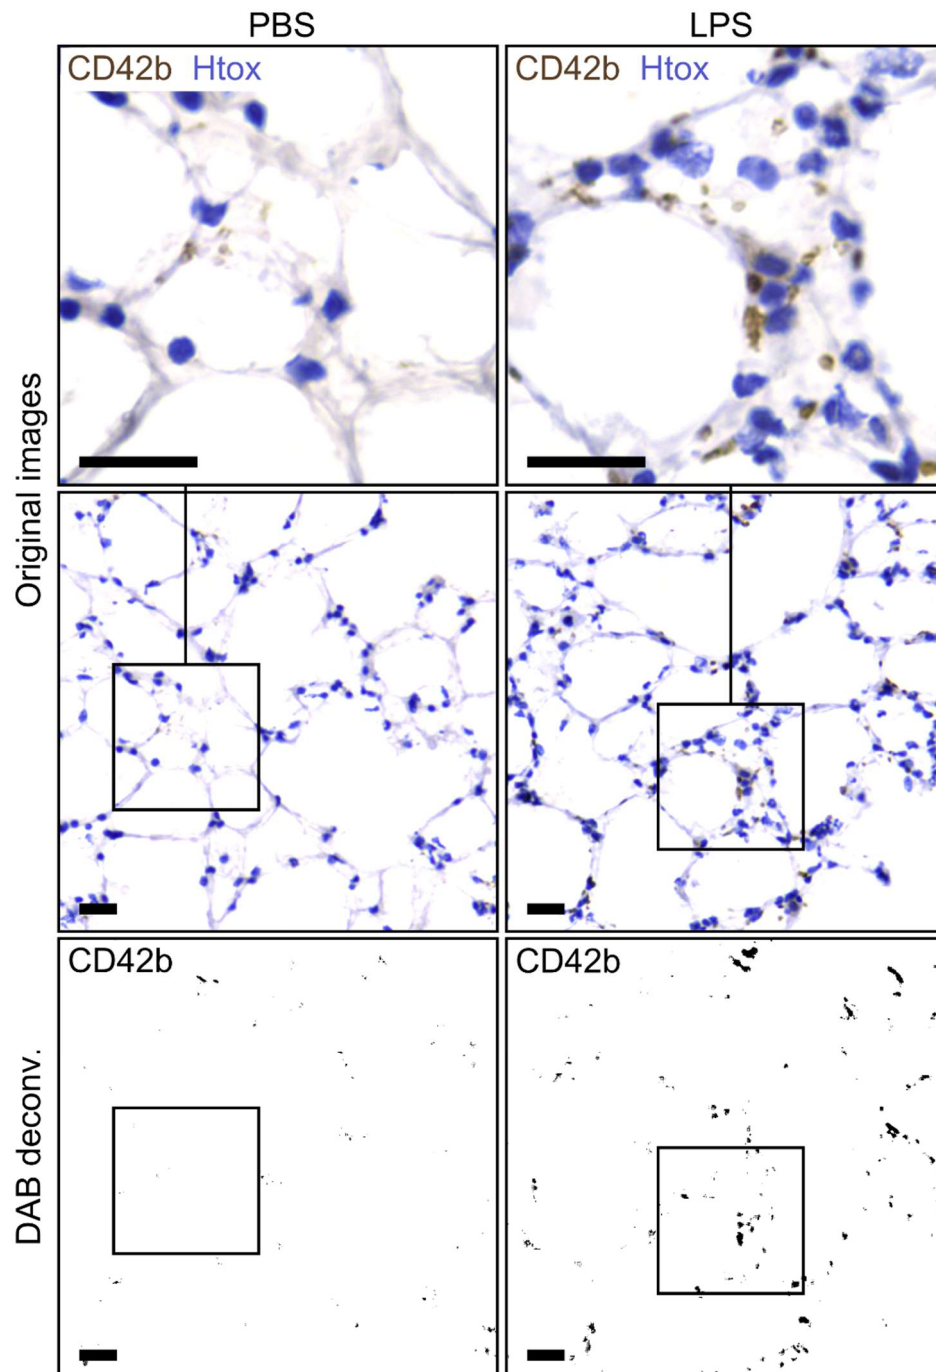 PBS LPS
CD42b Htox CD42b Htox
Original images
CD42b CD42b
DAB deconv.